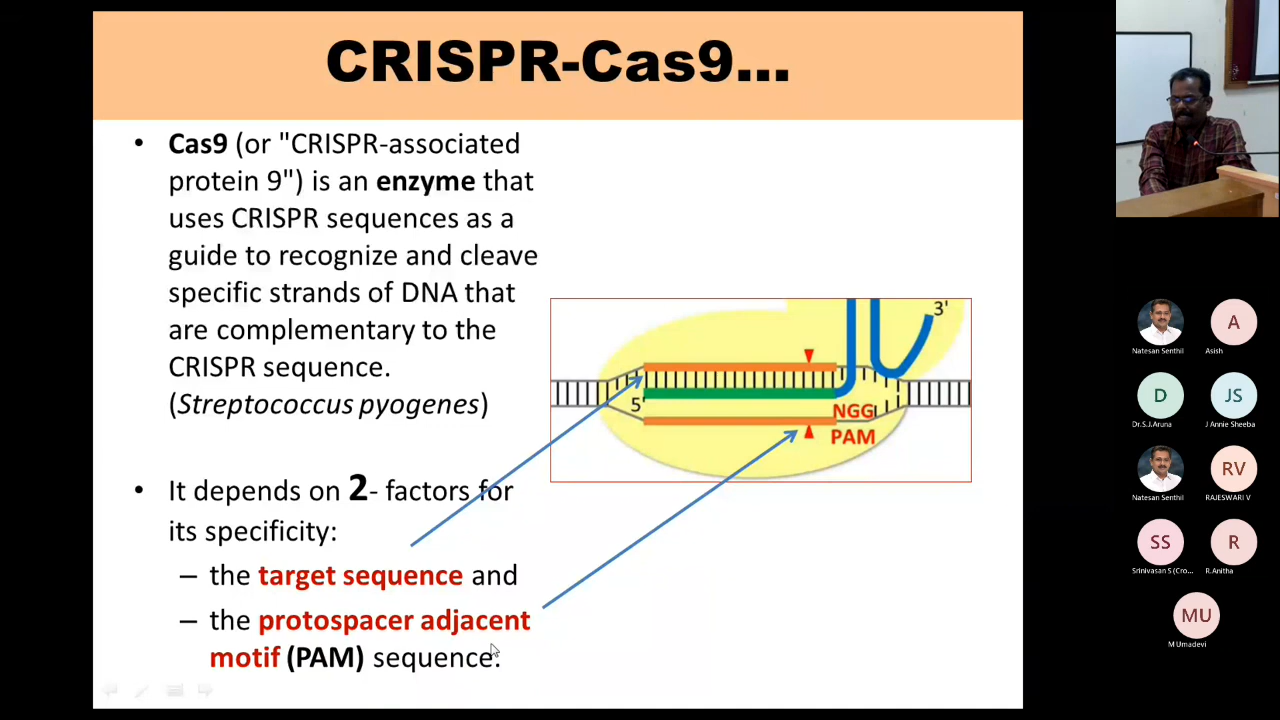 CRISPR-Cas9...
• Cas9 (or "CRISPR-associated
protein 9") is an enzyme that
uses CRISPR sequences as a
guide to recognize and cleave
specific strands of DNA that
are complementary to the
CRISPR sequence.
(Streptococcus pyogenes)
• It depends on 2- factors for
its specificity:
– the target sequence and
– the protospacer adjacent
motif (PAM) sequence.
3'
5'
NGG
PAM
Natesan Senthil
A
Asish
D
Dr.S.J.Aruna
JS
J Annie Sheeba
Natesan Senthil
RV
RAJESWARI V
SS
Srinivasan S (Cro...
R
R.Anitha
MU
M Umadevi